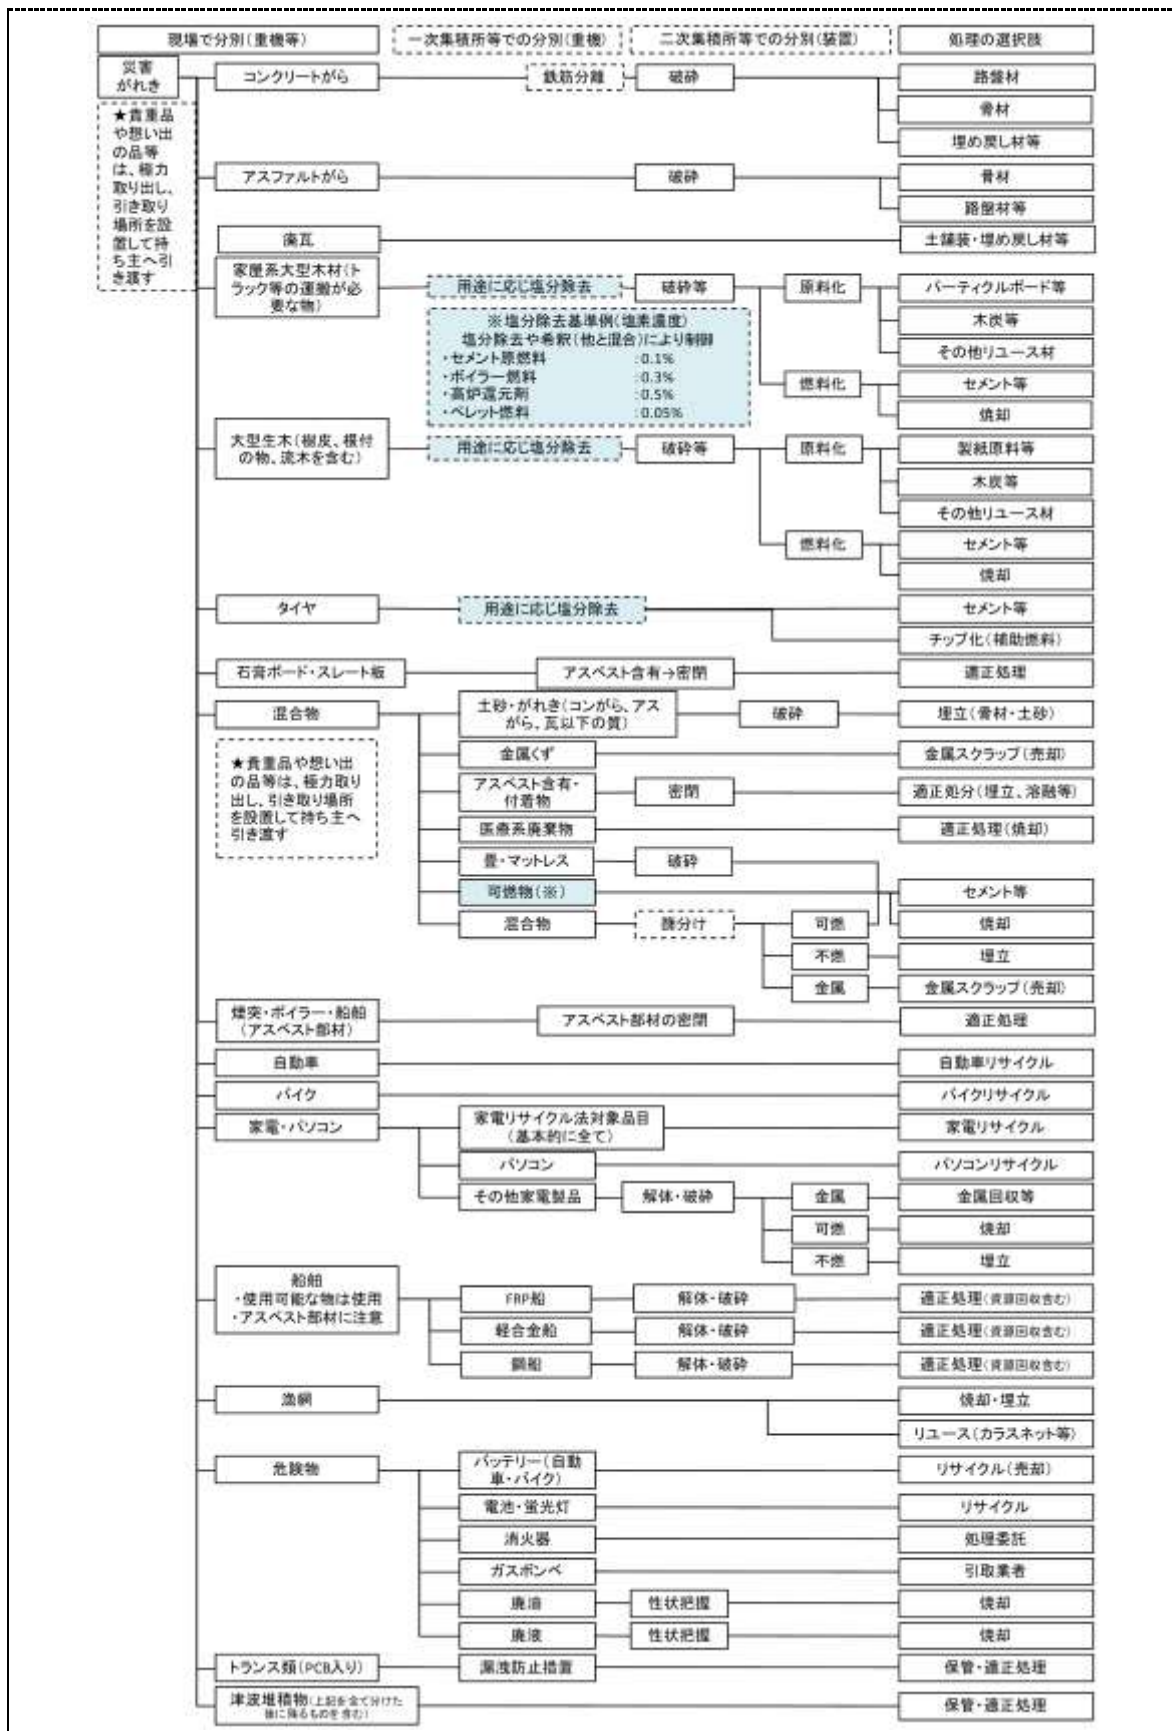 現場で分別(重機等)
一次集積所等での分別(重機)
二次集積所等での分別(装置)
処理の選択肢
災害
がれき
コンクリートがら
鉄筋分離
破砕
路盤材
★貴重品
や想い出
の品等
は、極力
取り出し、
引き取り
場所を設
置して持
ち主へ引
き渡す
骨材
埋め戻し材等
アスファルトがら
破砕
骨材
路盤材等
廃瓦
土舗装・埋め戻し材等
家屋系大型木材(ト
ラック等の運搬が必
要な物)
用途に応じ塩分除去
破砕等
原料化
パーティクルボード等
木炭等
その他リユース材
※塩分除去基準例(塩素濃度)
塩分除去や希釈(他と混合)により制御
・セメント原燃料 :0.1%
・ボイラー燃料 :0.3%
・高炉還元剤 :0.5%
・ペレット燃料 :0.05%
燃料化
セメント等
焼却
大型生木(樹皮、根付
の物、流木を含む)
用途に応じ塩分除去
破砕等
原料化
製紙原料等
木炭等
その他リユース材
燃料化
セメント等
焼却
タイヤ
用途に応じ塩分除去
セメント等
チップ化(補助燃料)
石膏ボード・スレート板
アスベスト含有→密閉
適正処理
混合物
土砂・がれき(コンがら、アス
がら、瓦以下の質)
破砕
埋立(骨材・土砂)
★貴重品や想い出
の品等は、極力取り
出し、引き取り場所
を設置して持ち主へ
引き渡す
金属くず
金属スクラップ(売却)
アスベスト含有・
付着物
密閉
適正処分(埋立、溶融等)
医療系廃棄物
適正処理(焼却)
畳・マットレス
破砕
可燃物(※)
セメント等
混合物
篩分け
可燃
焼却
不燃
埋立
金属
金属スクラップ(売却)
煙突・ボイラー・船舶
(アスベスト部材)
アスベスト部材の密閉
適正処理
自動車
自動車リサイクル
バイク
バイクリサイクル
家電・パソコン
家電リサイクル法対象品目
(基本的に全て)
家電リサイクル
パソコン
パソコンリサイクル
その他家電製品
解体・破砕
金属
金属回収等
可燃
焼却
不燃
埋立
船舶
・使用可能な物は使用
・アスベスト部材に注意
FRP船
解体・破砕
適正処理(資源回収含む)
軽合金船
解体・破砕
適正処理(資源回収含む)
鋼船
解体・破砕
適正処理(資源回収含む)
漁網
焼却・埋立
リユース(カラスネット等)
危険物
バッテリー(自動
車・バイク)
リサイクル(売却)
電池・蛍光灯
リサイクル
消火器
処理委託
ガスボンベ
引取業者
廃油
性状把握
焼却
廃液
性状把握
焼却
トランス類(PCB入り)
漏洩防止措置
保管・適正処理
津波堆積物(上記を全て分けた
後に残るものを含む)
保管・適正処理